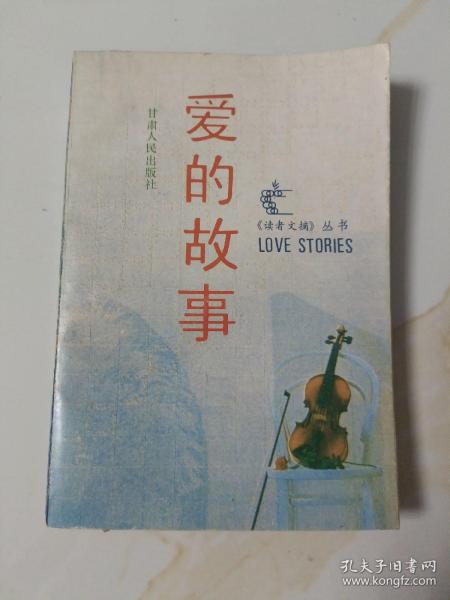 爱的故事
甘肃人民出版社
《读者文摘》丛书
LOVE STORIES
孔夫子旧书网
www.kongfz.com